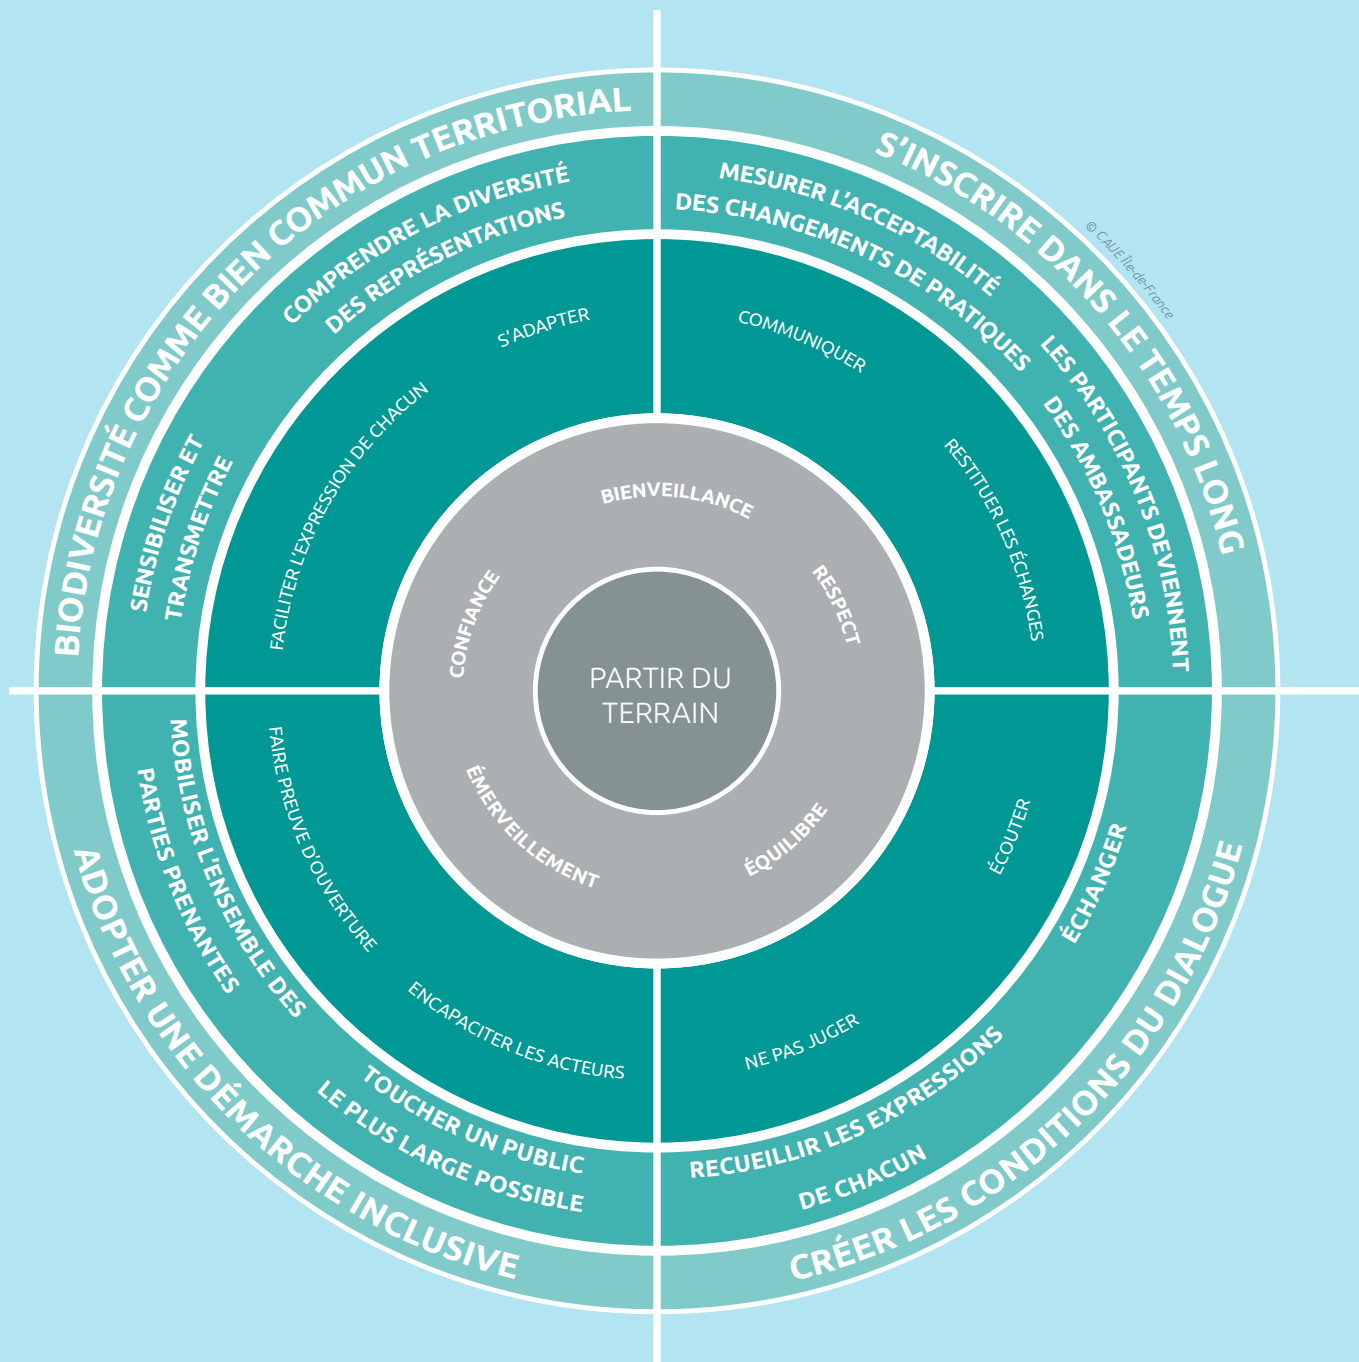 BIODIVERSITÉ COMME BIEN COMMUN TERRITORIAL
COMPRENDRE LA DIVERSITÉ
DES REPRÉSENTATIONS
SENSIBILISER ET
TRANSMETTRE
S'ADAPTER
FACILITER L'EXPRESSION DE CHACUN
S'INSCRIRE DANS LE TEMPS LONG
© CAUE Île-de-France
MESURER L'ACCEPTABILITÉ
DES CHANGEMENTS DE PRATIQUES
LES PARTICIPANTS DEVIENNENT
DES AMBASSADEURS
COMMUNIQUER
RESTITUER LES ÉCHANGES
BIENVEILLANCE
RESPECT
CONFIANCE
PARTIR DU
TERRAIN
ÉMERVEILLEMENT
ÉQUILIBRE
FAIRE PREUVE D'OUVERTURE
ENCAPACITER LES ACTEURS
MOBILISER L'ENSEMBLE DES
PARTIES PRENANTES
TOUCHER UN PUBLIC
LE PLUS LARGE POSSIBLE
ADOPTER UNE DÉMARCHE INCLUSIVE
ÉCOUTER
NE PAS JUGER
ÉCHANGER
RECUEILLIR LES EXPRESSIONS
DE CHACUN
CRÉER LES CONDITIONS DU DIALOGUE